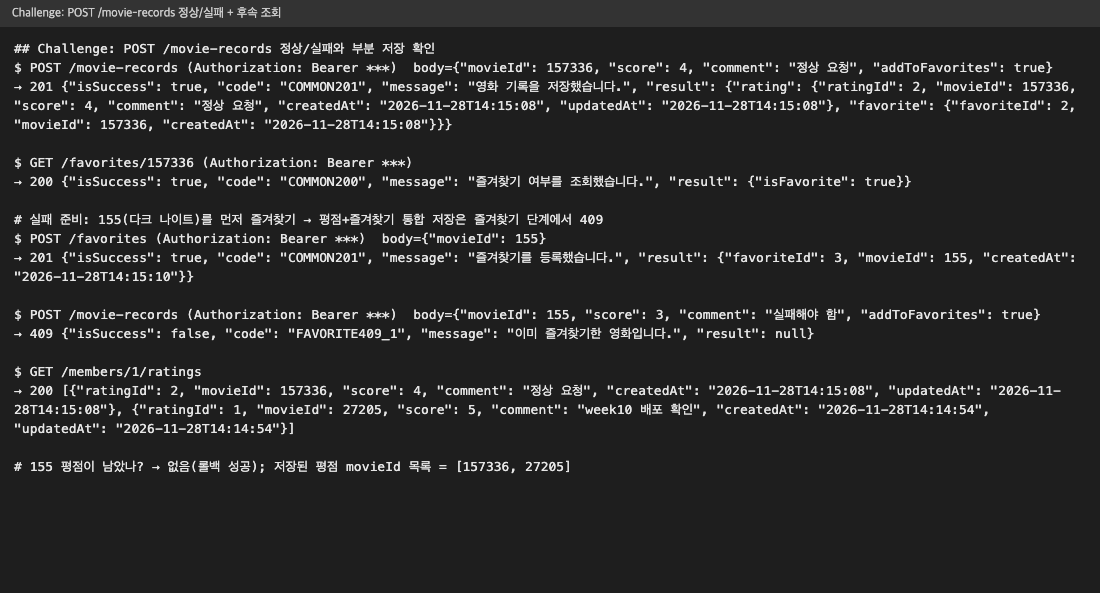 Challenge: POST /movie-records 정상/실패 + 후속 조회
## Challenge: POST /movie-records 정상/실패와 부분 저장 확인
$ POST /movie-records (Authorization: Bearer ***)  body={"movieId": 157336, "score": 4, "comment": "정상 요청", "addToFavorites": true}
→ 201 {"isSuccess": true, "code": "COMMON201", "message": "영화 기록을 저장했습니다.", "result": {"rating": {"ratingId": 2, "movieId": 157336,
"score": 4, "comment": "정상 요청", "createdAt": "2026-11-28T14:15:08", "updatedAt": "2026-11-28T14:15:08"}, "favorite": {"favoriteId": 2,
"movieId": 157336, "createdAt": "2026-11-28T14:15:08"}}}
$ GET /favorites/157336 (Authorization: Bearer ***)
→ 200 {"isSuccess": true, "code": "COMMON200", "message": "즐겨찾기 여부를 조회했습니다.", "result": {"isFavorite": true}}
# 실패 준비: 155(다크 나이트)를 먼저 즐겨찾기 → 평점+즐겨찾기 통합 저장은 즐겨찾기 단계에서 409
$ POST /favorites (Authorization: Bearer ***)  body={"movieId": 155}
→ 201 {"isSuccess": true, "code": "COMMON201", "message": "즐겨찾기를 등록했습니다.", "result": {"favoriteId": 3, "movieId": 155, "createdAt":
"2026-11-28T14:15:10"}}
$ POST /movie-records (Authorization: Bearer ***)  body={"movieId": 155, "score": 3, "comment": "실패해야 함", "addToFavorites": true}
→ 409 {"isSuccess": false, "code": "FAVORITE409_1", "message": "이미 즐겨찾기한 영화입니다.", "result": null}
$ GET /members/1/ratings
→ 200 [{"ratingId": 2, "movieId": 157336, "score": 4, "comment": "정상 요청", "createdAt": "2026-11-28T14:15:08", "updatedAt": "2026-11-
28T14:15:08"}, {"ratingId": 1, "movieId": 27205, "score": 5, "comment": "week10 배포 확인", "createdAt": "2026-11-28T14:14:54",
"updatedAt": "2026-11-28T14:14:54"}]
# 155 평점이 남았나? → 없음(롤백 성공); 저장된 평점 movieId 목록 = [157336, 27205]